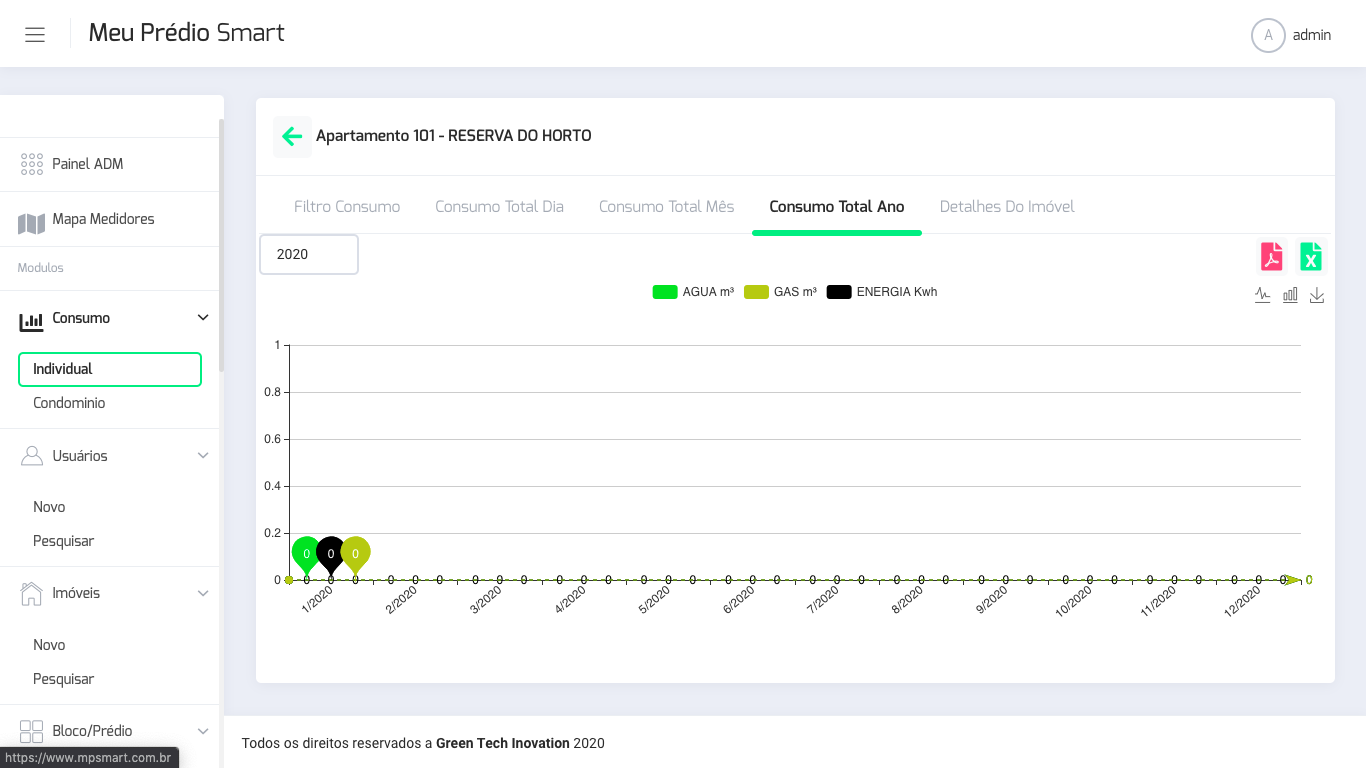 Meu Prédio Smart
A admin
Painel ADM
Mapa Medidores
Modulos
Consumo
Individual
Condominio
Usuários
Novo
Pesquisar
Imóveis
Novo
Pesquisar
Bloco/Prédio
https://www.mpsmart.com.br
Apartamento 101 - RESERVA DO HORTO
Filtro Consumo Consumo Total Dia Consumo Total Mês Consumo Total Ano Detalhes Do Imóvel
2020
AGUA m³ GAS m³ ENERGIA Kwh
1
0.8
0.6
0.4
0.2
0 0 0
0 0 0 0 0 0 0 0 0 0 0 0 0 0 0 0 0 0 0 0 0 0 0 0 0 0 0 0 0 0 0 0 0 0 0 0 0 0
1/2020 2/2020 3/2020 4/2020 5/2020 6/2020 7/2020 8/2020 9/2020 10/2020 11/2020 12/2020
Todos os direitos reservados a Green Tech Inovation 2020